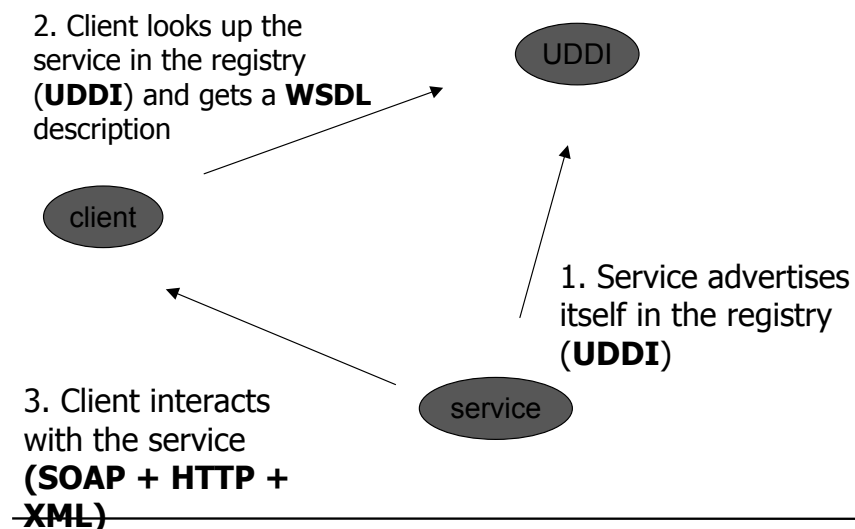 2. Client looks up the
service in the registry
(UDDI) and gets a WSDL
description
UDDI
client
1. Service advertises
itself in the registry
(UDDI)
service
3. Client interacts
with the service
(SOAP + HTTP +
XML)